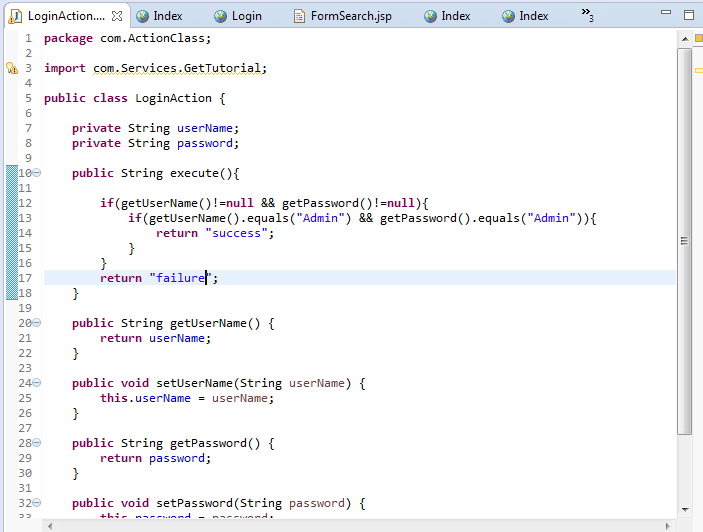 LoginAction.... Index Login FormSearch.jsp Index Index »3
1 package com.ActionClass;
2
3 import com.Services.GetTutorial;
4
5 public class LoginAction {
6
7 private String userName;
8 private String password;
9
10 public String execute(){
11
12 if(getUserName()!=null && getPassword()!=null){
13 if(getUserName().equals("Admin") && getPassword().equals("Admin")){
14 return "success";
15 }
16 }
17 return "failure";
18 }
19
20 public String getUserName() {
21 return userName;
22 }
23
24 public void setUserName(String userName) {
25 this.userName = userName;
26 }
27
28 public String getPassword() {
29 return password;
30 }
31
32 public void setPassword(String password) {
33 this.password = password;